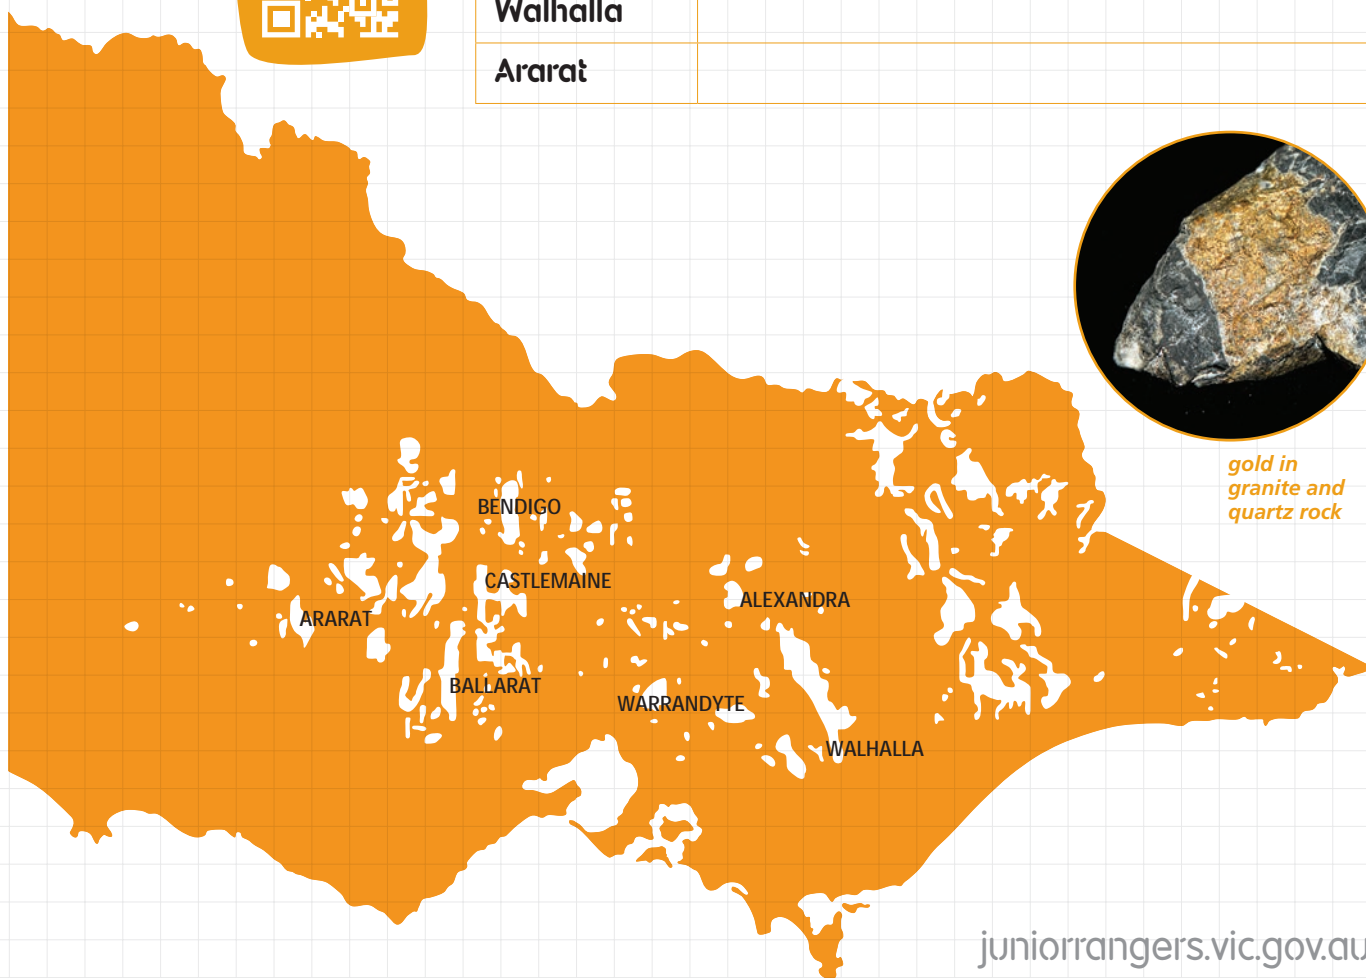 Walhalla
Ararat
gold in
granite and
quartz rock
BENDIGO
CASTLEMAINE
ALEXANDRA
ARARAT
BALLARAT
WARRANDYTE
WALHALLA
juniorrangers.vic.gov.au